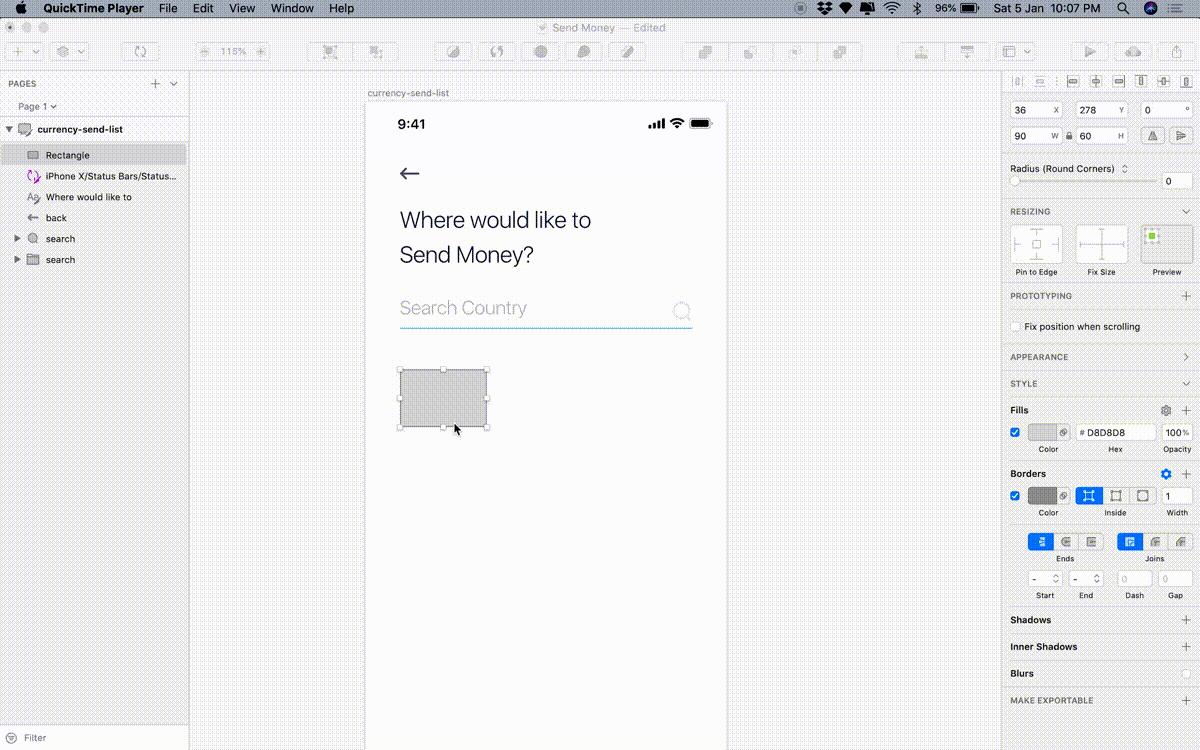 QuickTime Player File Edit View Window Help 96% Sat 5 Jan 10:07 PM
Send Money — Edited
115%
PAGES
Page 1
currency-send-list
Rectangle
iPhone X/Status Bars/Status...
Where would like to
back
search
search
Filter
currency-send-list
9:41
Where would like to
Send Money?
Search Country
36 X 278 Y 0 °
90 W 60 H
Radius (Round Corners)
0
RESIZING
Pin to Edge Fix Size Preview
PROTOTYPING
Fix position when scrolling
APPEARANCE
STYLE
Fills
# D8D8D8 100%
Color Hex Opacity
Borders
1
Color Inside Width
Ends Joins
- - 0 0
Start End Dash Gap
Shadows
Inner Shadows
Blurs
MAKE EXPORTABLE